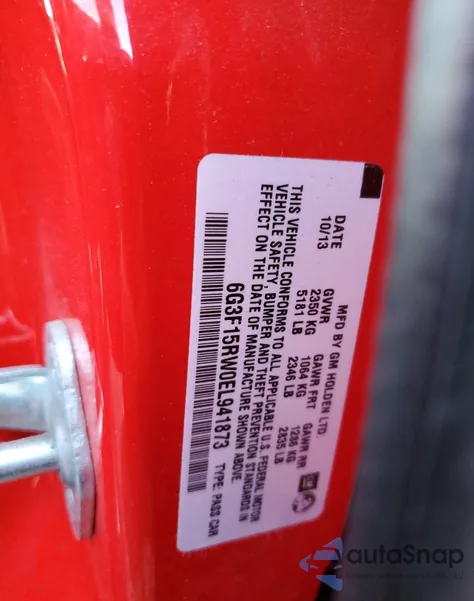 MFD BY GM HOLDEN LTD
DATE GVWR GAWR FRT GAWR RR
10/13 2350 KG 1064 KG 1286 KG
5181 LB 2346 LB 2835 LB
THIS VEHICLE CONFORMS TO ALL APPLICABLE U.S. FEDERAL MOTOR
VEHICLE SAFETY, BUMPER AND THEFT PREVENTION STANDARDS IN
EFFECT ON THE DATE OF MANUFACTURE SHOWN ABOVE.
6G3F15RW0EL941873 TYPE: PASS CAR
GM
autoSnap